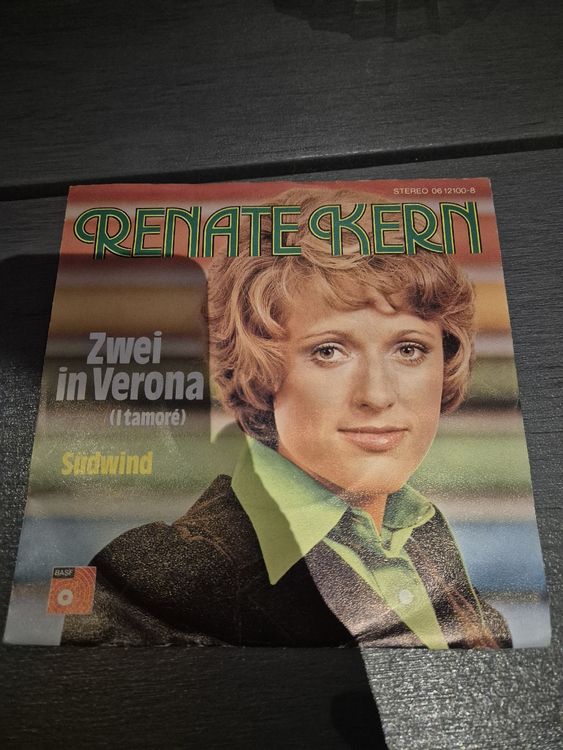 STEREO 06 12100-8
RENATE KERN
Zwei
in Verona
(I tamoré)
Südwind
BASF